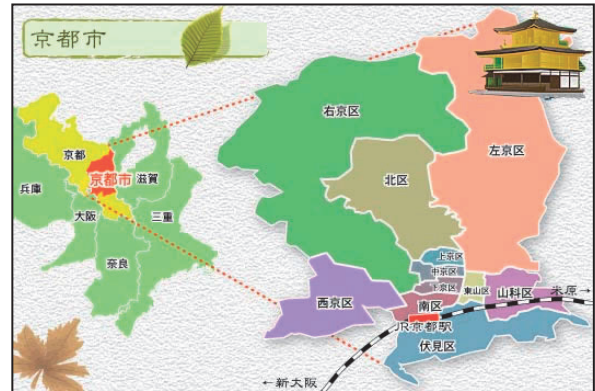 京都市
京都
京都市
兵庫
滋賀
大阪
三重
奈良
右京区
左京区
北区
上京区
中京区
下京区
東山区
山科区
西京区
南区
JR京都駅
伏見区
米原→
←新大阪